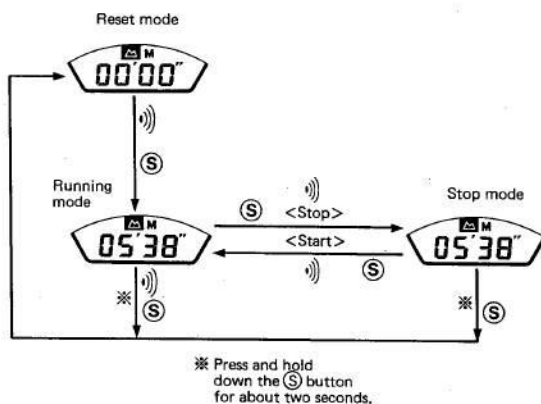 Reset mode
M
00'00"
S
Running
mode
M
05'38"
S
<Stop>
<Start>
S
Stop mode
M
05'38"
※ S
※ S
※ Press and hold
down the S button
for about two seconds.